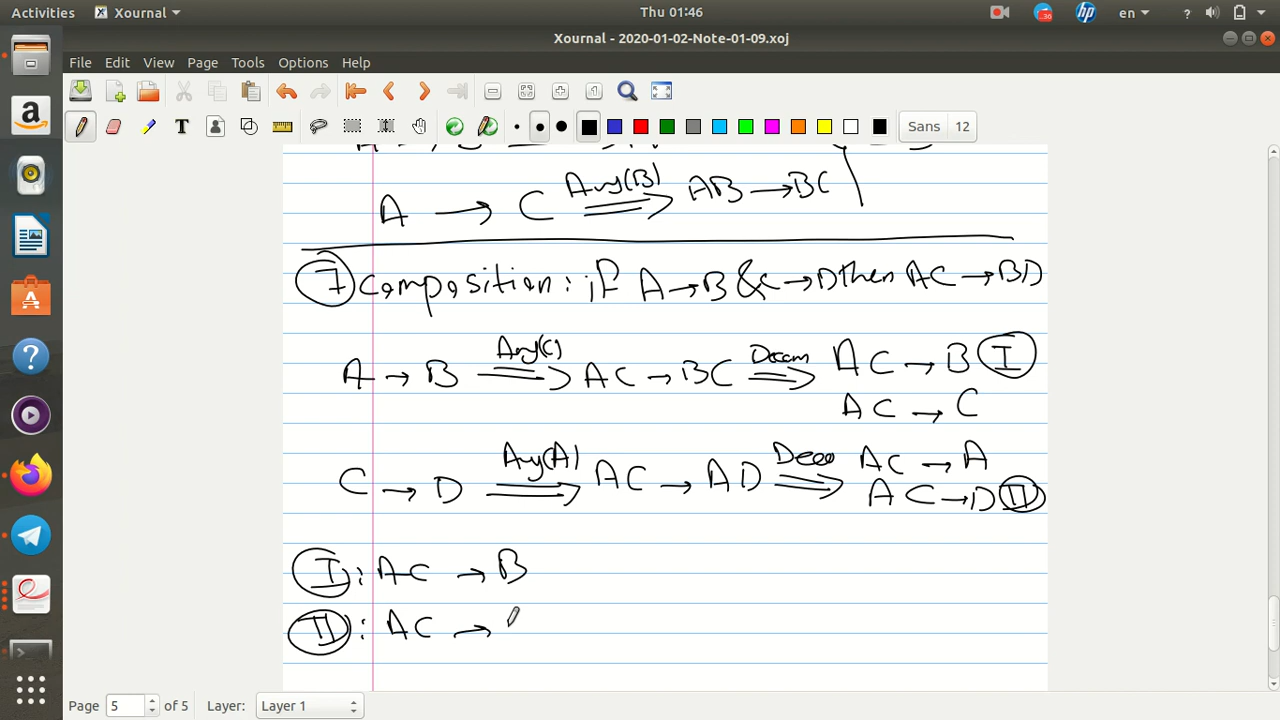 Activities Xournal Thu 01:46 36 en ?
Xournal - 2020-01-02-Note-01-09.xoj
File Edit View Page Tools Options Help
Sans 12
A → C Aug(B) ⟹ AB → BC
7 Composition: if A → B & C → D then AC → BD
A → B Aug(C) ⟹ AC → BC Decom ⟹ AC → B I
AC → C
C → D Aug(A) ⟹ AC → AD ⟹ AC → A
AC → D II
I: AC → B
II: AC →
Page 5 of 5 Layer: Layer 1